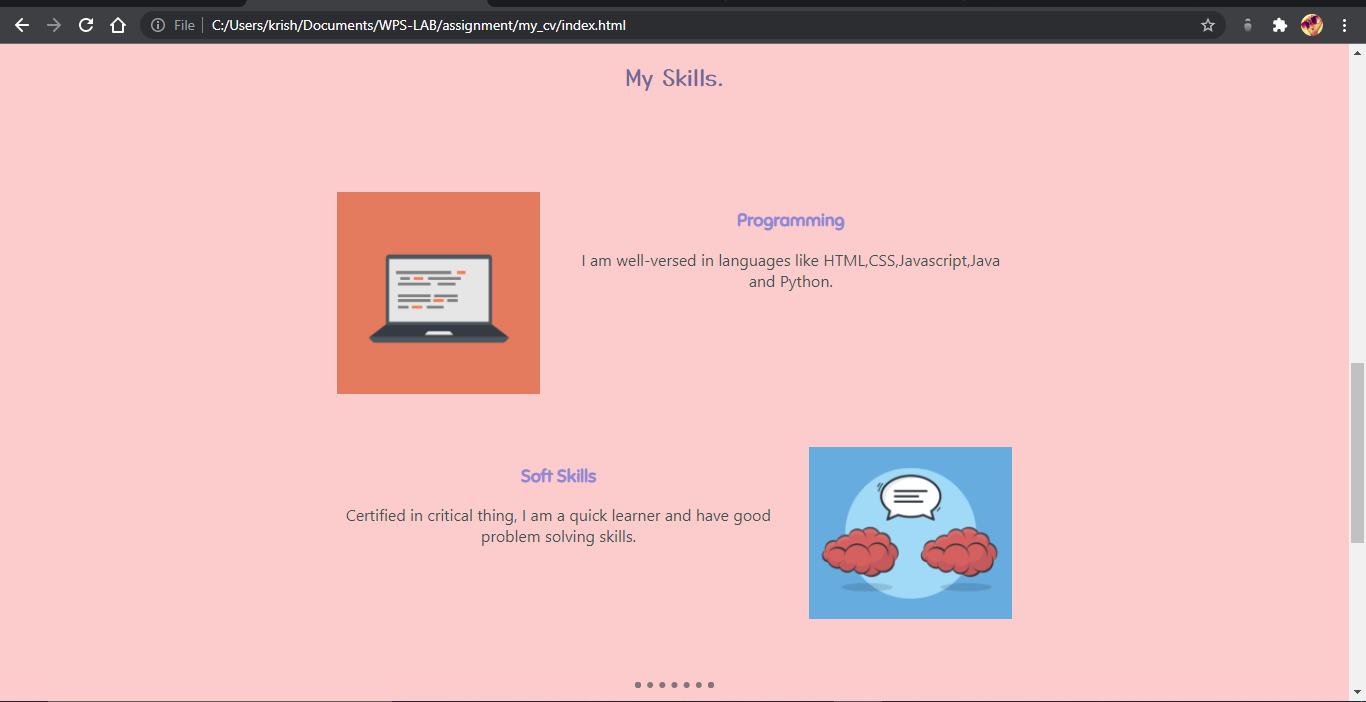 File C:/Users/krish/Documents/WPS-LAB/assignment/my_cv/index.html
My Skills.
Programming
I am well-versed in languages like HTML,CSS,Javascript,Java
and Python.
Soft Skills
Certified in critical thing, I am a quick learner and have good
problem solving skills.